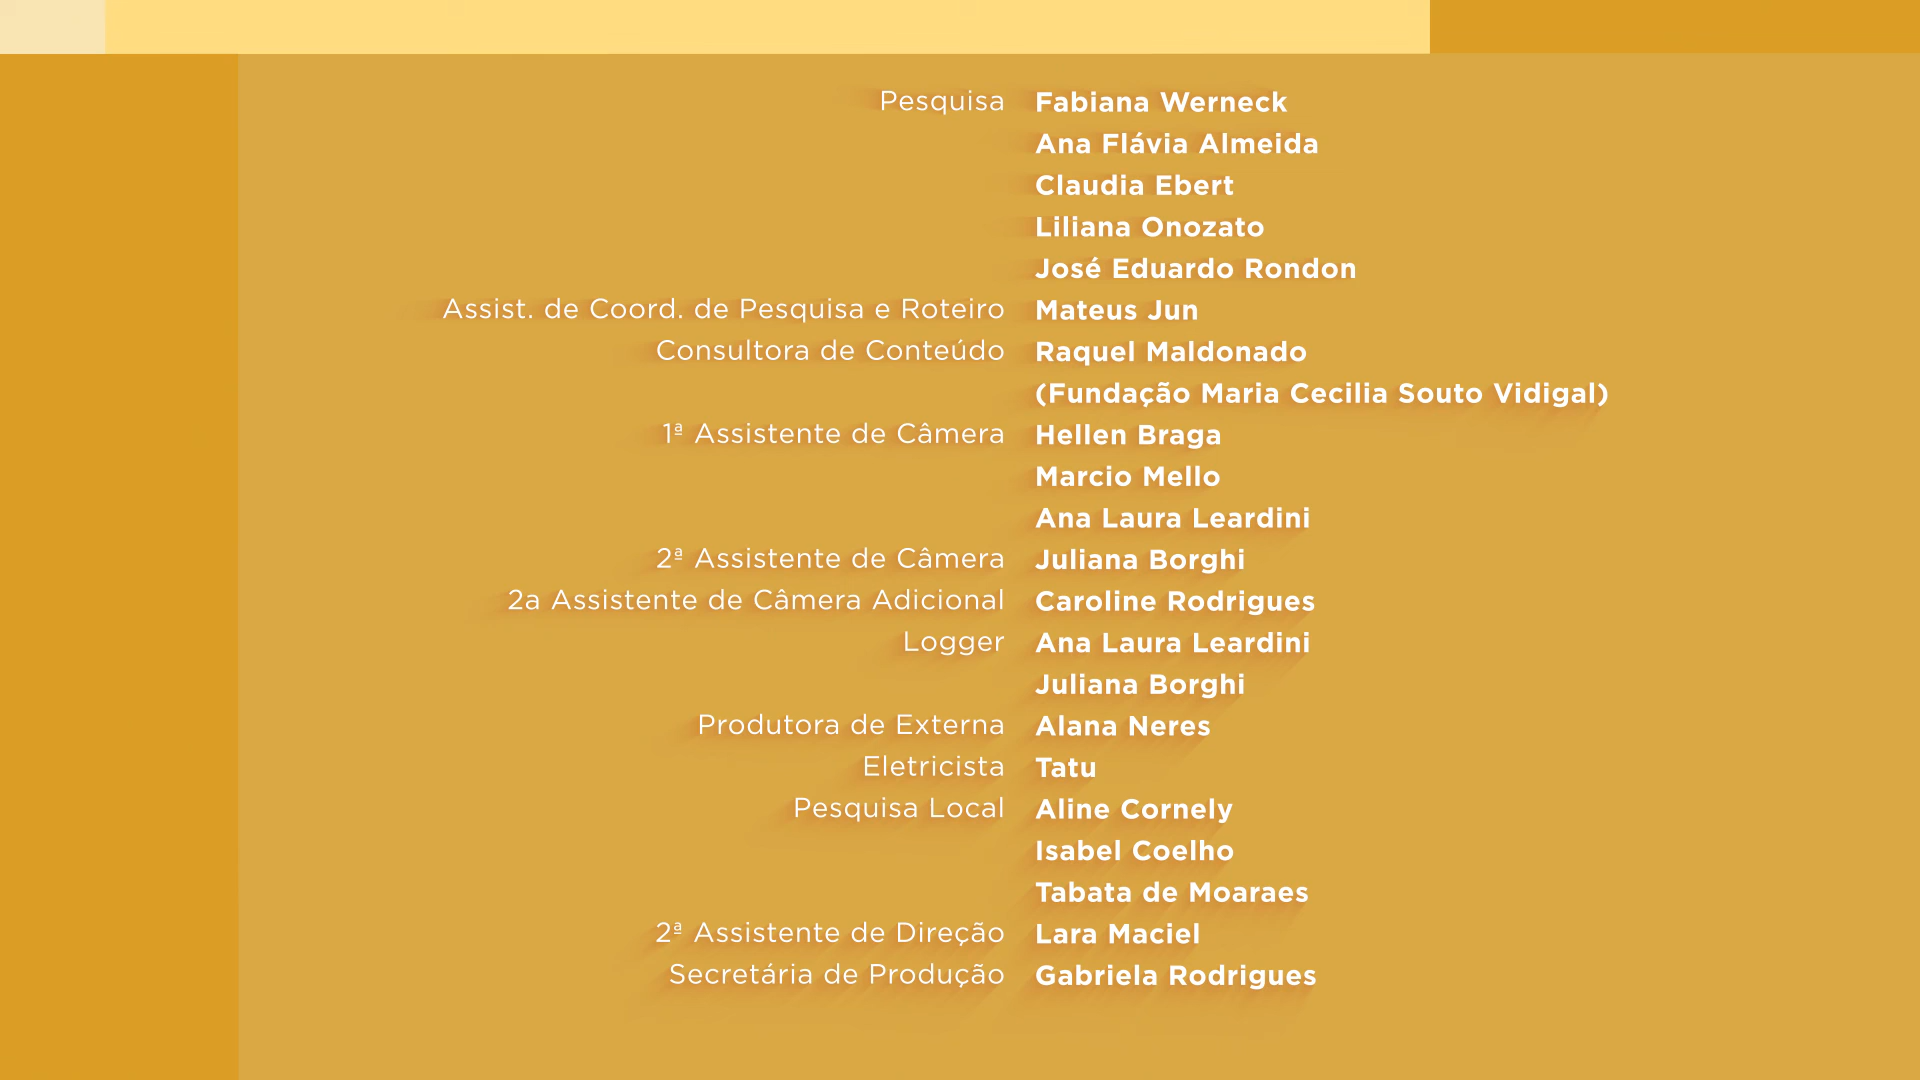 Pesquisa Fabiana Werneck
Ana Flávia Almeida
Claudia Ebert
Liliana Onozato
José Eduardo Rondon
Assist. de Coord. de Pesquisa e Roteiro Mateus Jun
Consultora de Conteúdo Raquel Maldonado
(Fundação Maria Cecilia Souto Vidigal)
1ª Assistente de Câmera Hellen Braga
Marcio Mello
Ana Laura Leardini
2ª Assistente de Câmera Juliana Borghi
2a Assistente de Câmera Adicional Caroline Rodrigues
Logger Ana Laura Leardini
Juliana Borghi
Produtora de Externa Alana Neres
Eletricista Tatu
Pesquisa Local Aline Cornely
Isabel Coelho
Tabata de Moaraes
2ª Assistente de Direção Lara Maciel
Secretária de Produção Gabriela Rodrigues